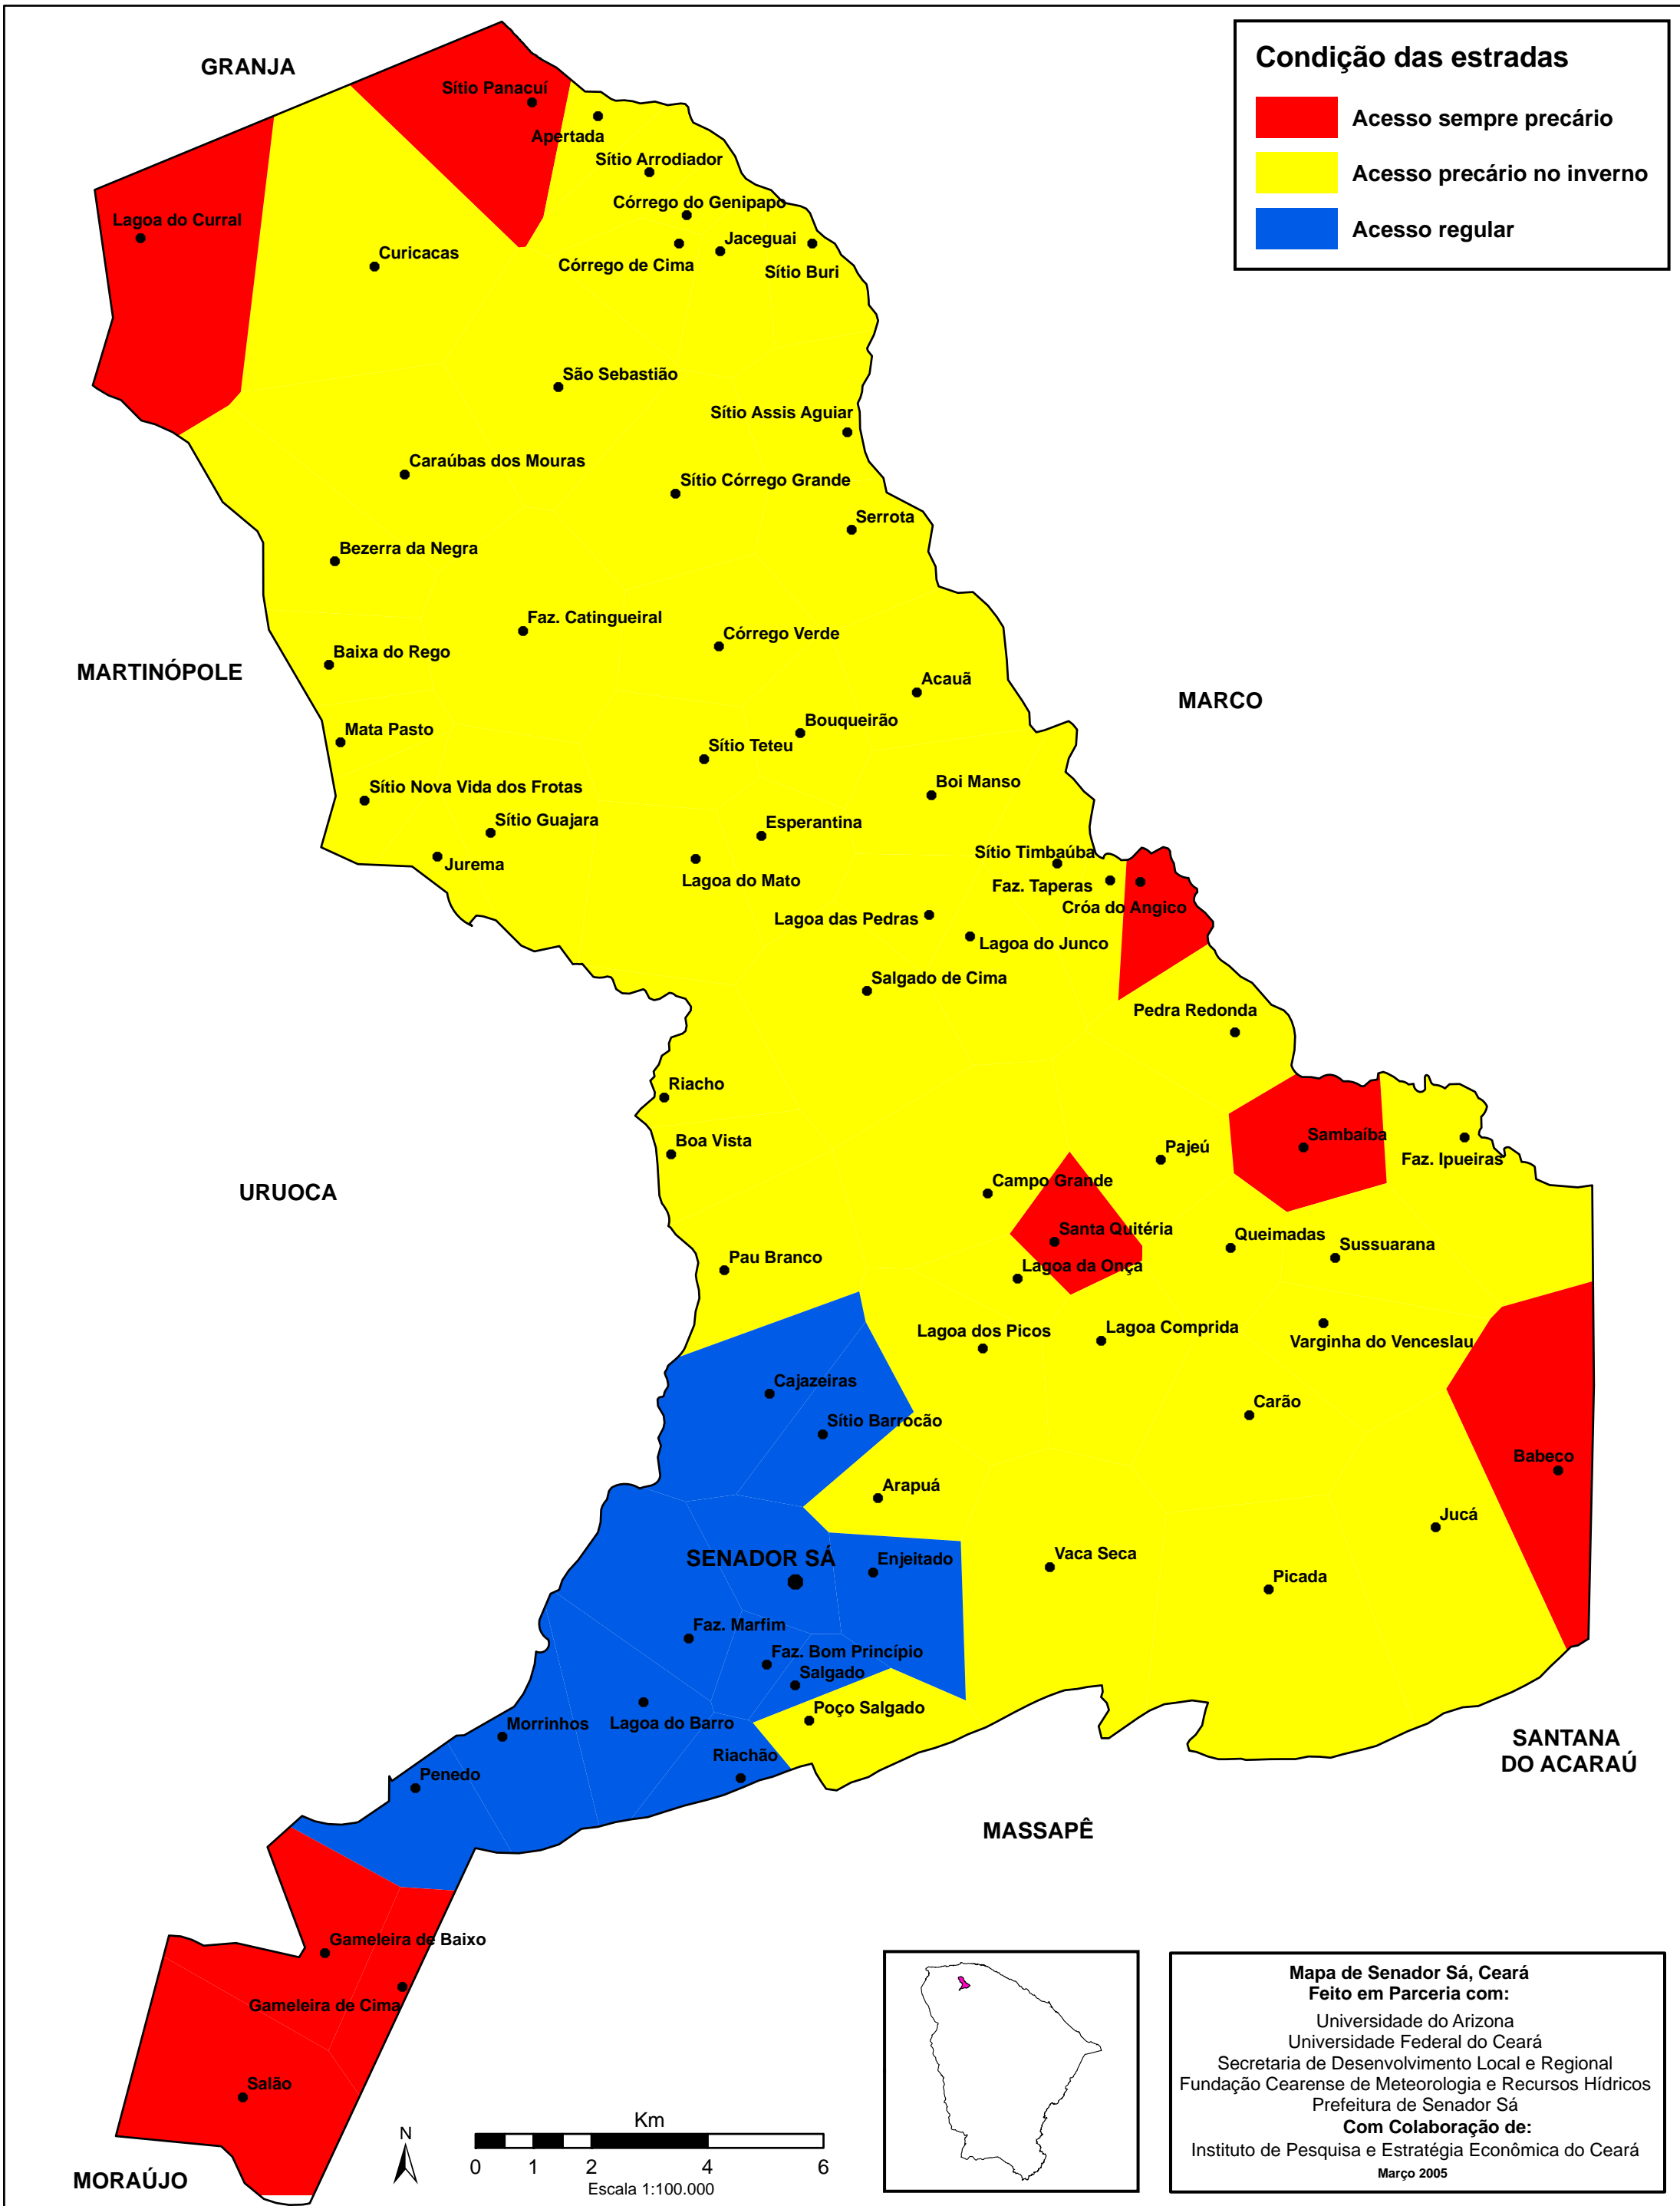 Condição das estradas
Acesso sempre precário
Acesso precário no inverno
Acesso regular
GRANJA
Sítio Panacuí
Apertada
Sítio Arrodiador
Córrego do Genipapo
Lagoa do Curral
Jaceguai
Curicacas
Córrego de Cima
Sítio Buri
São Sebastião
Sítio Assis Aguiar
Caraúbas dos Mouras
Sítio Córrego Grande
Serrota
Bezerra da Negra
Faz. Catingueiral
Córrego Verde
Baixa do Rego
MARTINÓPOLE
Acauã
MARCO
Bouqueirão
Mata Pasto
Sítio Teteu
Boi Manso
Sítio Nova Vida dos Frotas
Sítio Guajara
Esperantina
Sítio Timbaúba
Jurema
Lagoa do Mato
Faz. Taperas
Cróa do Angico
Lagoa das Pedras
Lagoa do Junco
Salgado de Cima
Pedra Redonda
Riacho
Boa Vista
Sambaíba
Pajeú
Faz. Ipueiras
Campo Grande
URUOCA
Santa Quitéria
Queimadas
Sussuarana
Pau Branco
Lagoa da Onça
Lagoa dos Picos
Lagoa Comprida
Varginha do Venceslau
Cajazeiras
Carão
Sítio Barrocão
Babeco
Arapuá
Jucá
SENADOR SÁ
Enjeitado
Vaca Seca
Picada
Faz. Marfim
Faz. Bom Princípio
Salgado
Poço Salgado
Morrinhos
Lagoa do Barro
Riachão
Penedo
SANTANA
DO ACARAÚ
MASSAPÊ
Gameleira de Baixo
Gameleira de Cima
Salão
MORAÚJO
N
Km
0 1 2 4 6
Escala 1:100.000
Mapa de Senador Sá, Ceará
Feito em Parceria com:
Universidade do Arizona
Universidade Federal do Ceará
Secretaria de Desenvolvimento Local e Regional
Fundação Cearense de Meteorologia e Recursos Hídricos
Prefeitura de Senador Sá
Com Colaboração de:
Instituto de Pesquisa e Estratégia Econômica do Ceará
Março 2005